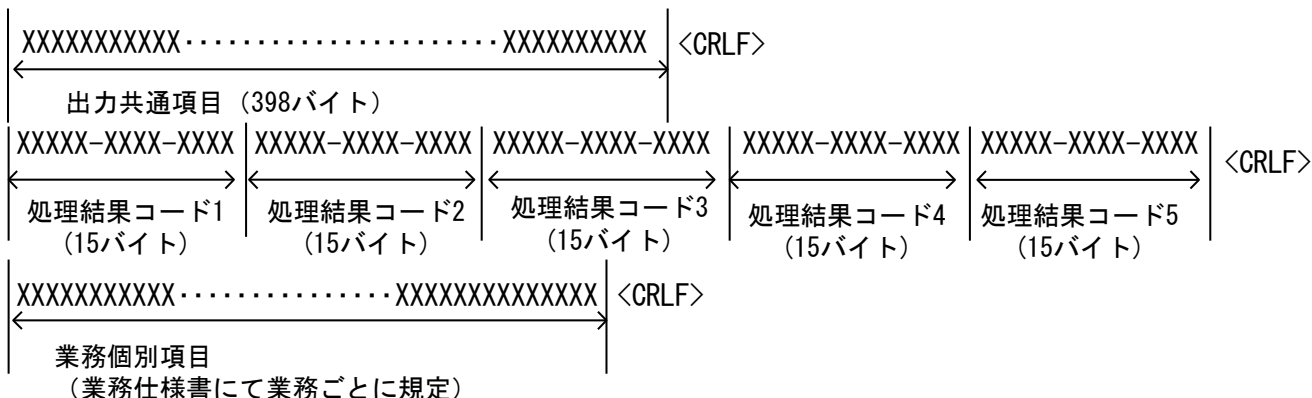 XXXXXXXXXXX・・・・・・・・・・・・・・・・・・・・・・XXXXXXXXXX <CRLF>
出力共通項目（398バイト）
XXXXX-XXXX-XXXX XXXXX-XXXX-XXXX XXXXX-XXXX-XXXX XXXXX-XXXX-XXXX XXXXX-XXXX-XXXX <CRLF>
処理結果コード1 処理結果コード2 処理結果コード3 処理結果コード4 処理結果コード5
（15バイト） （15バイト） （15バイト） （15バイト） （15バイト）
XXXXXXXXXXX・・・・・・・・・・・・・・・XXXXXXXXXXXXXX <CRLF>
業務個別項目
（業務仕様書にて業務ごとに規定）